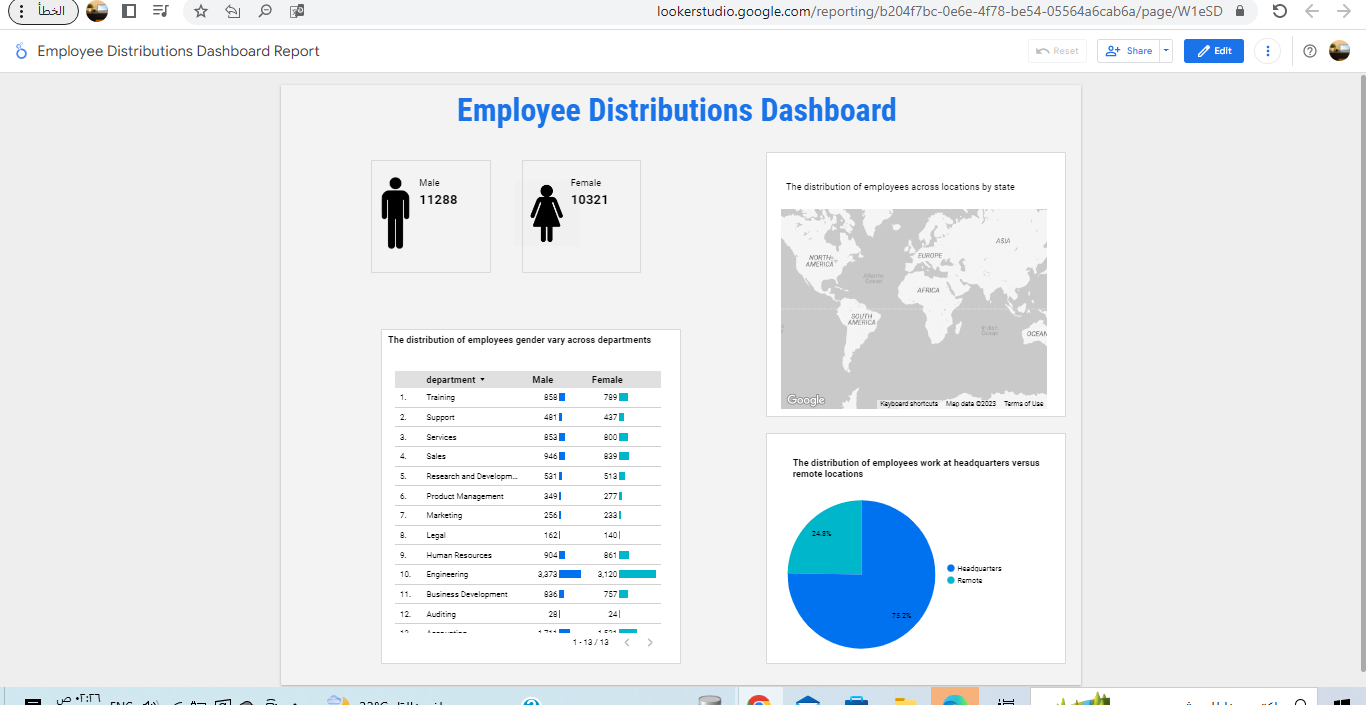 الخطأ
lookerstudio.google.com/reporting/b204f7bc-0e6e-4f78-be54-05564a6cab6a/page/W1eSD
Employee Distributions Dashboard Report
Reset
Share
Edit
Employee Distributions Dashboard
Male
11288
Female
10321
The distribution of employees across locations by state
NORTH AMERICA
EUROPE
ASIA
Atlantic Ocean
AFRICA
SOUTH AMERICA
Indian Ocean
OCEAN
Google
Keyboard shortcuts Map data ©2023 Terms of Use
The distribution of employees gender vary across departments
department Male Female
1. Training 858 789
2. Support 481 437
3. Services 853 800
4. Sales 946 839
5. Research and Developm... 531 513
6. Product Management 349 277
7. Marketing 256 233
8. Legal 162 140
9. Human Resources 904 861
10. Engineering 3,373 3,120
11. Business Development 836 757
12. Auditing 28 24
1 - 13 / 13
The distribution of employees work at headquarters versus
remote locations
24.8%
75.2%
Headquarters
Remote